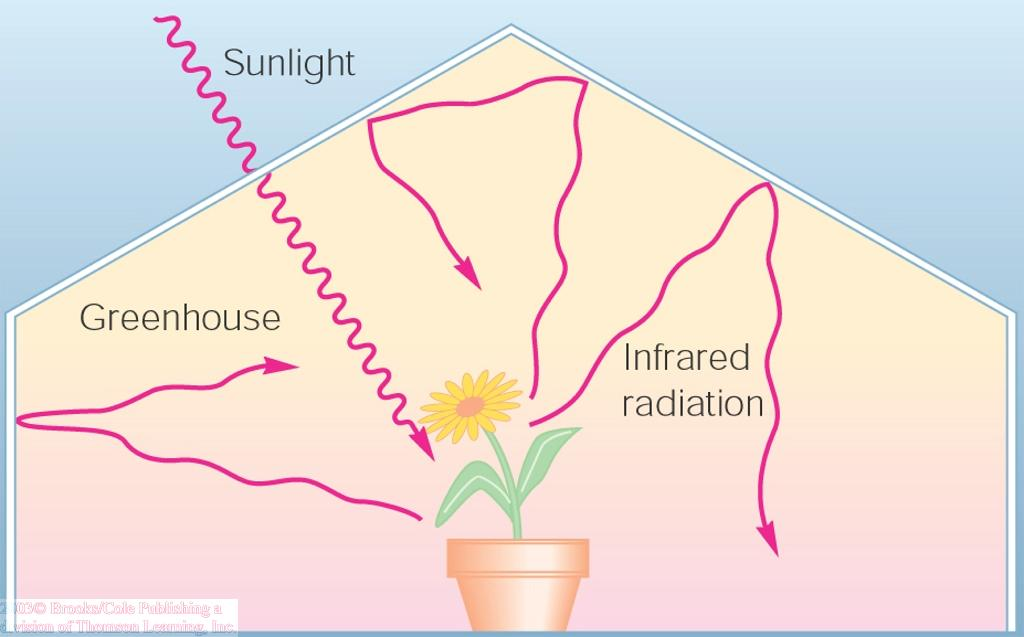 Sunlight
Greenhouse
Infrared
radiation
2003© Brooks/Cole Publishing a
division of Thomson Learning, Inc.